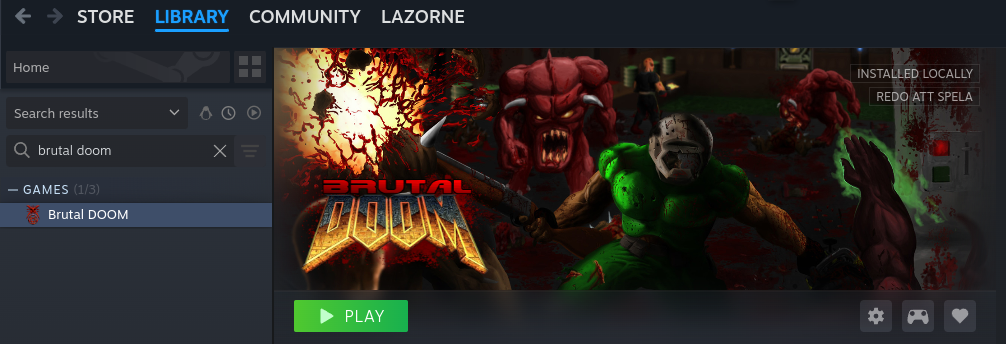 STORE LIBRARY COMMUNITY LAZORNE
Home
Search results
brutal doom
GAMES (1/3)
Brutal DOOM
INSTALLED LOCALLY
REDO ATT SPELA
BRUTAL
DOOM
PLAY